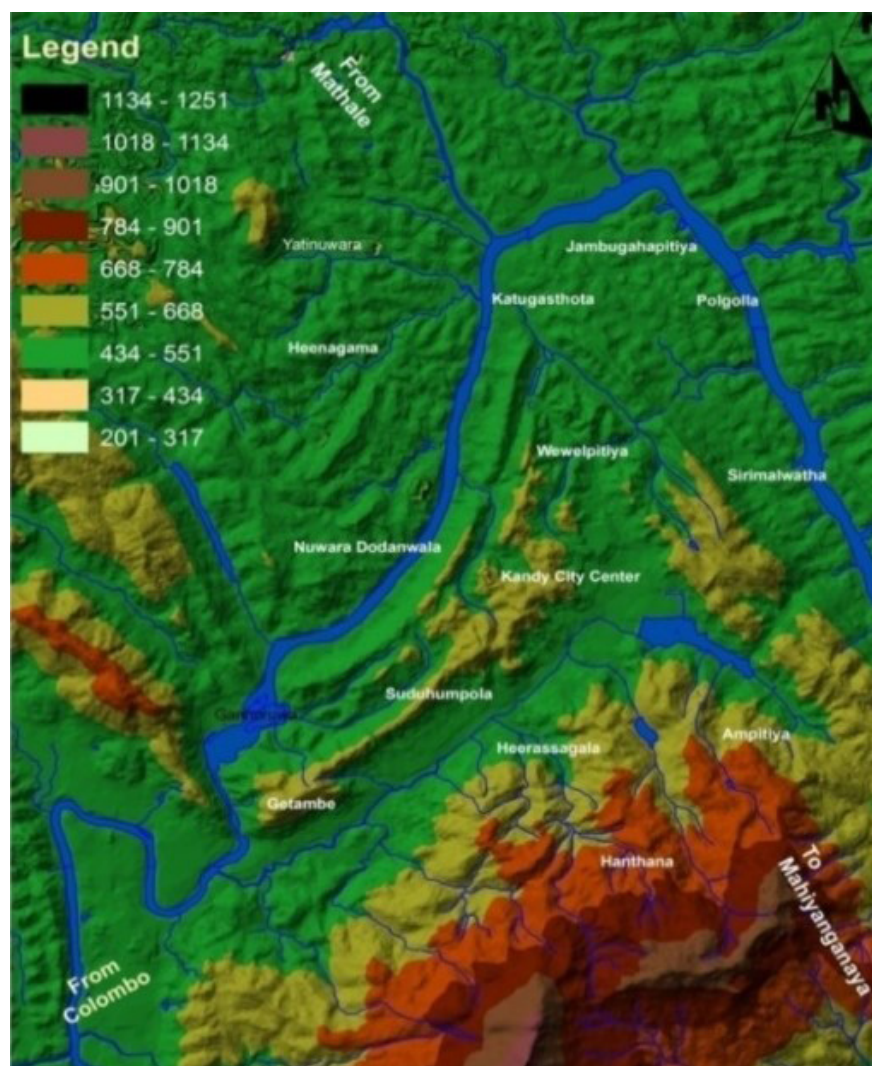 Legend
1134 - 1251
1018 - 1134
901 - 1018
784 - 901
668 - 784
551 - 668
434 - 551
317 - 434
201 - 317
From
Mathale
N
Yatinuwara
Jambugahapitiya
Katugasthota
Polgolla
Heenagama
Wewelpitiya
Sirimalwatha
Nuwara Dodanwala
Kandy City Center
Suduhumpola
Ampitiya
Heerassagala
Getambe
Hanthana
To
Mahiyanganaya
From
Colombo